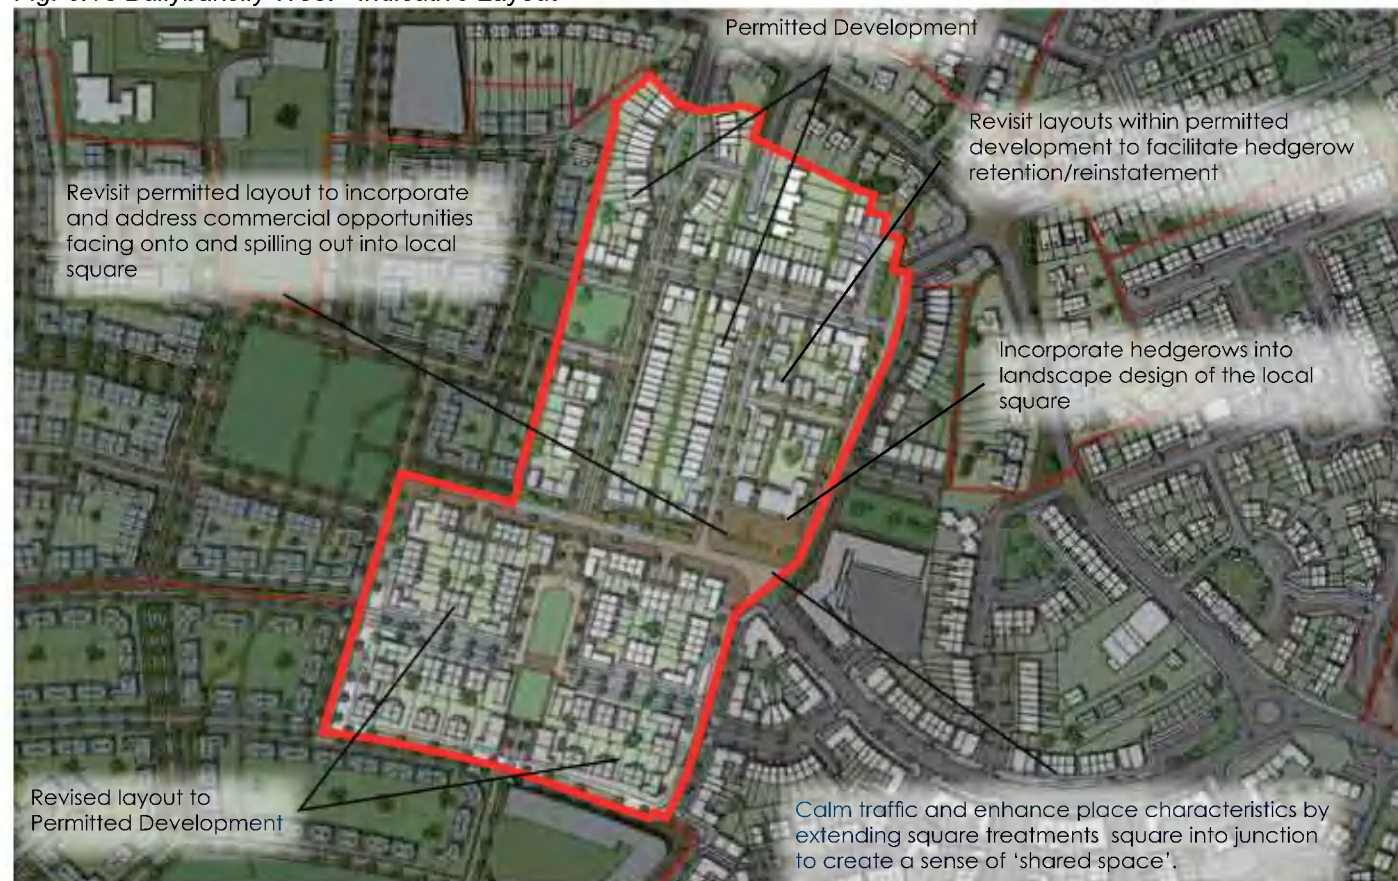 Permitted Development
Revisit layouts within permitted
development to facilitate hedgerow
retention/reinstatement
Revisit permitted layout to incorporate
and address commercial opportunities
facing onto and spilling out into local
square
Incorporate hedgerows into
landscape design of the local
square
Revised layout to
Permitted Development
Calm traffic and enhance place characteristics by
extending square treatments square into junction
to create a sense of ‘shared space’.